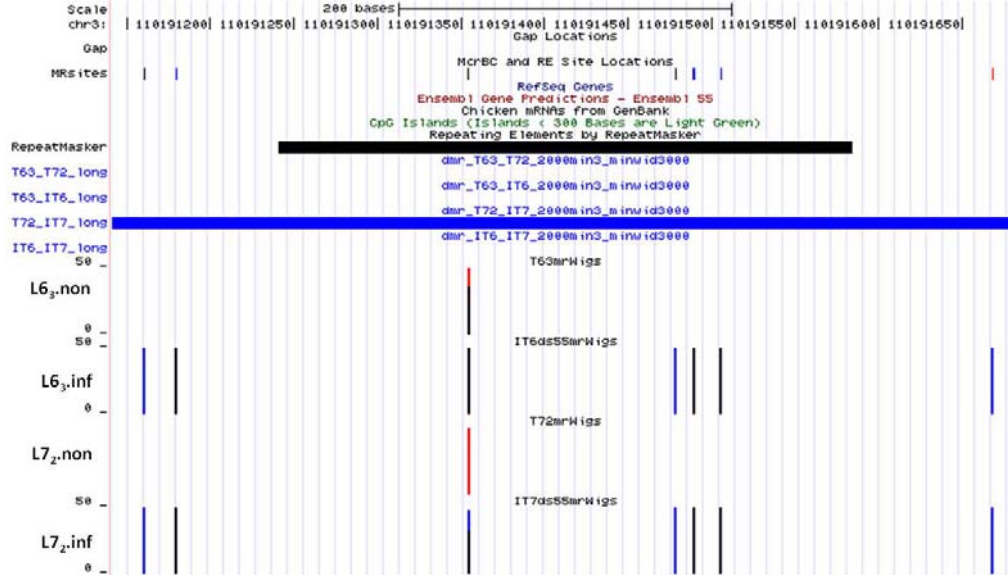 Scale 200 bases
chr3: 110191200 110191250 110191300 110191350 110191400 110191450 110191500 110191550 110191600 110191650
Gap Locations
Gap
McrBC and RE Site Locations
MRsites
RefSeq Genes
Ensembl Gene Predictions - Ensembl 55
Chicken mRNAs from GenBank
CpG Islands (Islands < 300 Bases are Light Green)
Repeating Elements by RepeatMasker
RepeatMasker
dmr_T63_T72_2000min3_minwid3000
T63_T72_long
dmr_T63_IT6_2000min3_minwid3000
T63_IT6_long
dmr_T72_IT7_2000min3_minwid3000
T72_IT7_long
dmr_IT6_IT7_2000min3_minwid3000
IT6_IT7_long
T63mrWigs
50
L6₃.non
0
IT6ds55mrWigs
50
L6₃.inf
0
T72mrWigs
L7₂.non
IT7ds55mrWigs
50
L7₂.inf
0